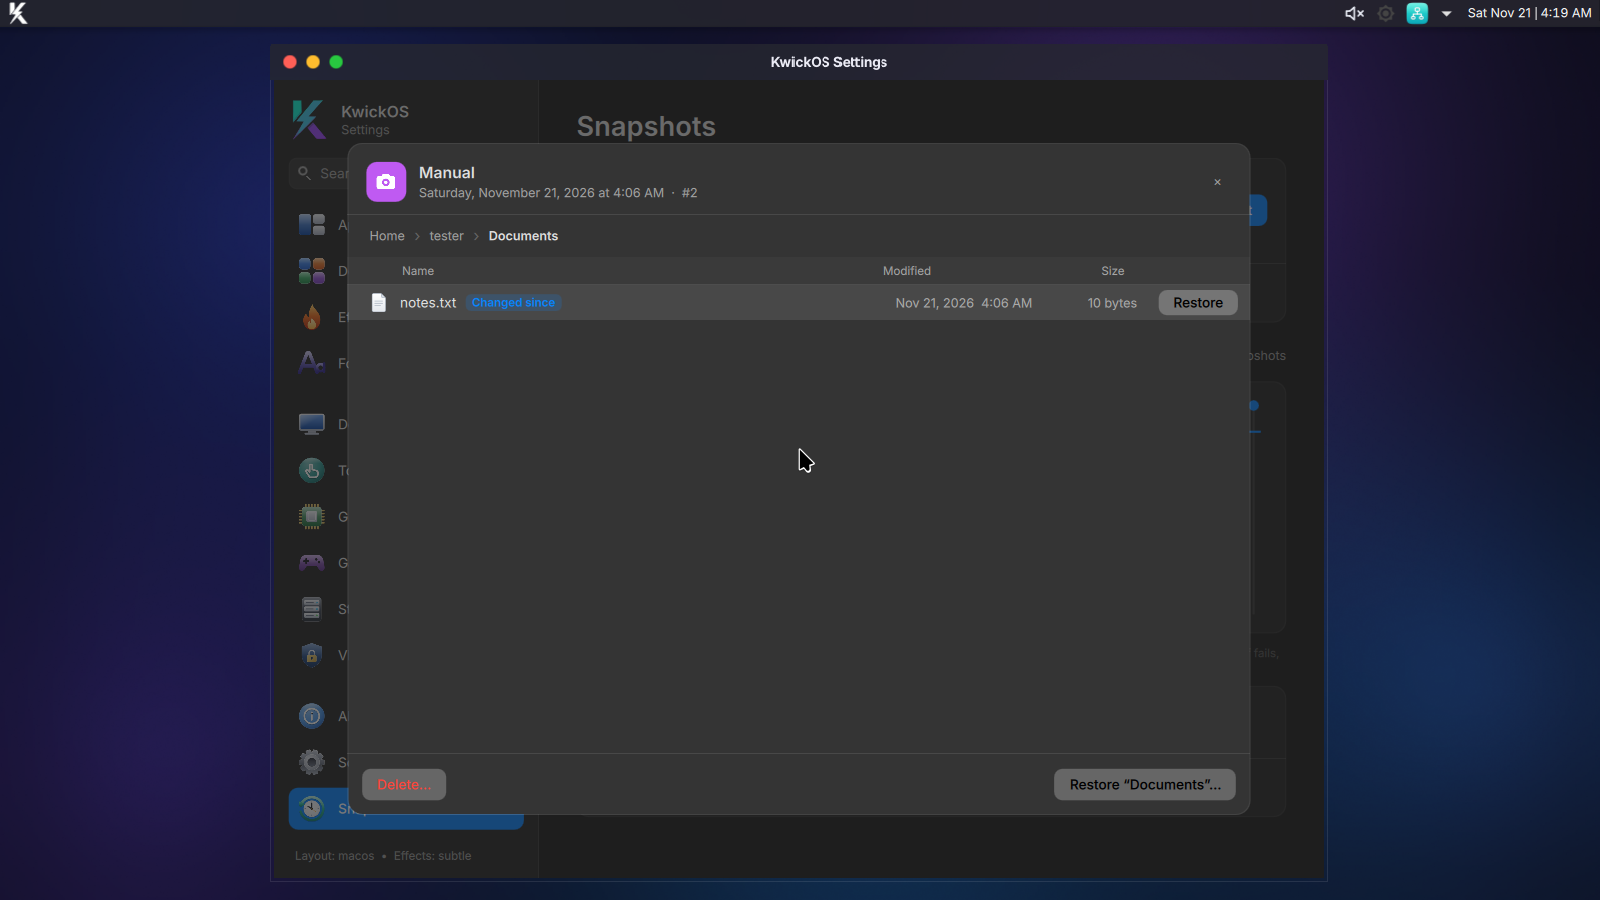 Sat Nov 21 | 4:19 AM
KwickOS Settings
KwickOS
Settings
Snapshots
Manual
Saturday, November 21, 2026 at 4:06 AM · #2
×
Home › tester › Documents
Name Modified Size
notes.txt Changed since Nov 21, 2026 4:06 AM 10 bytes Restore
fails,
Delete... Restore “Documents”...
Layout: macos • Effects: subtle